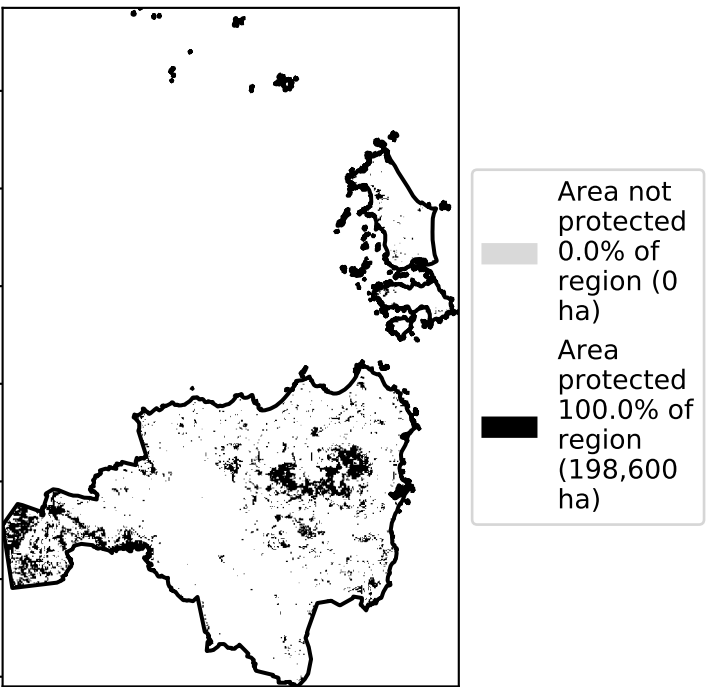 Area not
protected
0.0% of
region (0
ha)
Area
protected
100.0% of
region
(198,600
ha)